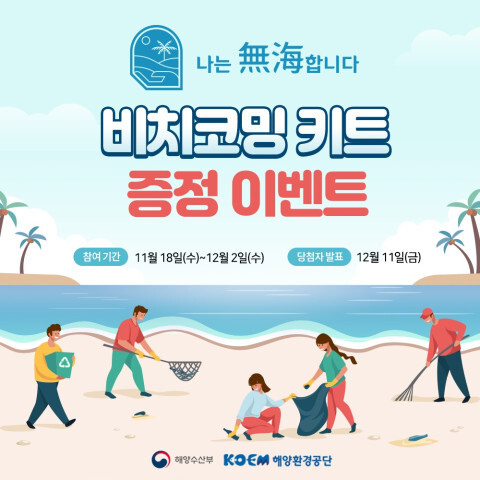 나는 無海합니다
비치코밍 키트
증정 이벤트
참여 기간 11월 18일(수)~12월 2일(수) 당첨자 발표 12월 11일(금)
해양수산부 KOEM 해양환경공단